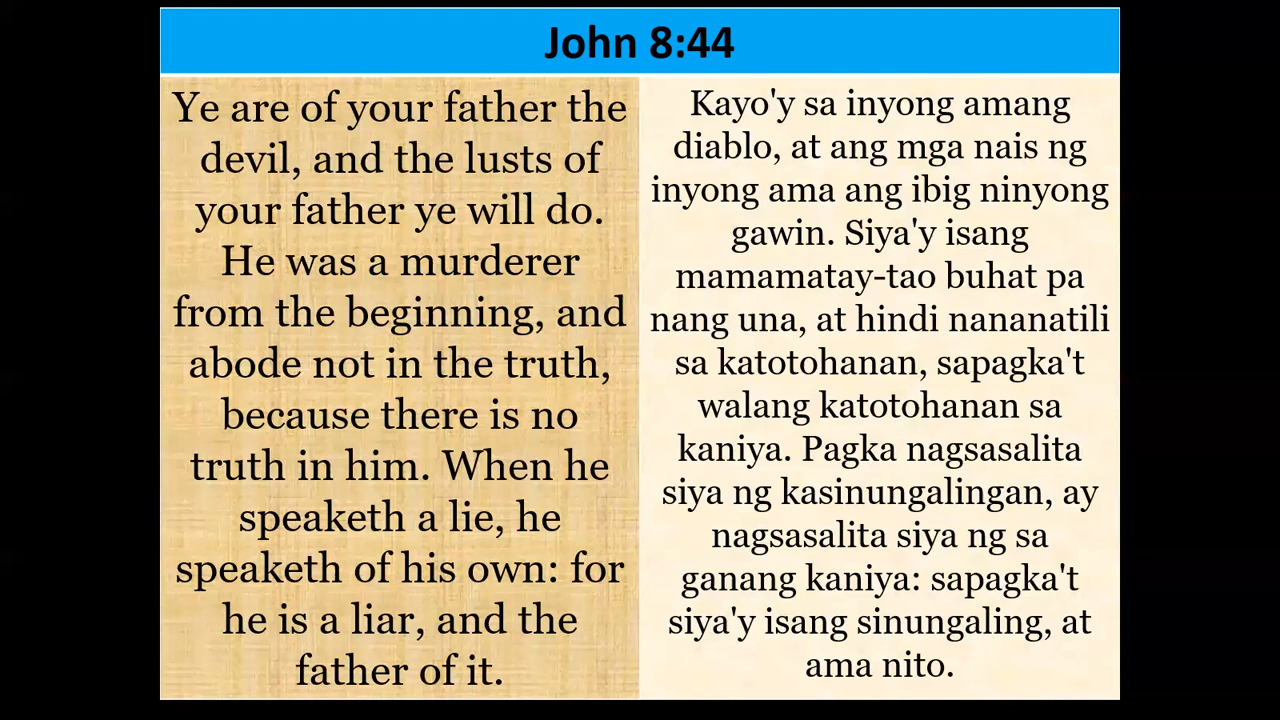 John 8:44
Ye are of your father the
devil, and the lusts of
your father ye will do.
He was a murderer
from the beginning, and
abode not in the truth,
because there is no
truth in him. When he
speaketh a lie, he
speaketh of his own: for
he is a liar, and the
father of it.
Kayo'y sa inyong amang
diablo, at ang mga nais ng
inyong ama ang ibig ninyong
gawin. Siya'y isang
mamamatay-tao buhat pa
nang una, at hindi nananatili
sa katotohanan, sapagka't
walang katotohanan sa
kaniya. Pagka nagsasalita
siya ng kasinungalingan, ay
nagsasalita siya ng sa
ganang kaniya: sapagka't
siya'y isang sinungaling, at
ama nito.